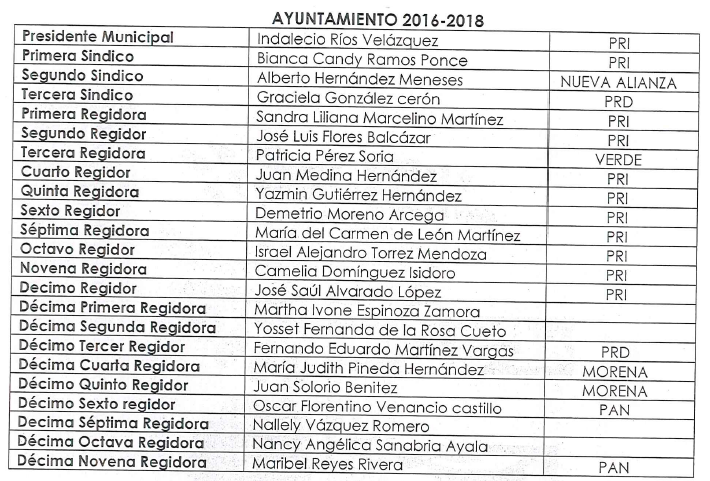 AYUNTAMIENTO 2016-2018
Presidente Municipal Indalecio Ríos Velázquez PRI
Primera Sindico Bianca Candy Ramos Ponce PRI
Segundo Sindico Alberto Hernández Meneses NUEVA ALIANZA
Tercera Sindico Graciela González cerón PRD
Primera Regidora Sandra Liliana Marcelino Martínez PRI
Segundo Regidor José Luis Flores Balcázar PRI
Tercera Regidora Patricia Pérez Soria VERDE
Cuarto Regidor Juan Medina Hernández PRI
Quinta Regidora Yazmin Gutiérrez Hernández PRI
Sexto Regidor Demetrio Moreno Arcega PRI
Séptima Regidora María del Carmen de León Martínez PRI
Octavo Regidor Israel Alejandro Torrez Mendoza PRI
Novena Regidora Camelia Domínguez Isidoro PRI
Decimo Regidor José Saúl Alvarado López PRI
Décima Primera Regidora Martha Ivone Espinoza Zamora
Décima Segunda Regidora Yosset Fernanda de la Rosa Cueto
Décimo Tercer Regidor Fernando Eduardo Martínez Vargas PRD
Décima Cuarta Regidora María Judith Pineda Hernández MORENA
Décimo Quinto Regidor Juan Solorio Benitez MORENA
Décimo Sexto regidor Oscar Florentino Venancio castillo PAN
Decima Séptima Regidora Nallely Vázquez Romero
Décima Octava Regidora Nancy Angélica Sanabria Ayala
Décima Novena Regidora Maribel Reyes Rivera PAN